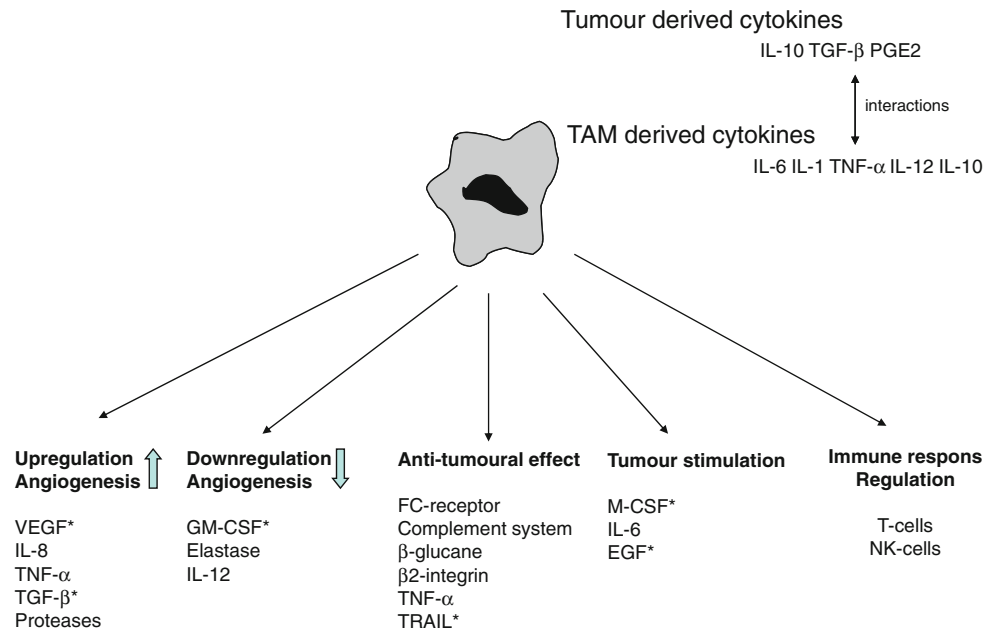 Tumour derived cytokines
IL-10 TGF-β PGE2
interactions
TAM derived cytokines
IL-6 IL-1 TNF-α IL-12 IL-10
Upregulation
Angiogenesis
VEGF*
IL-8
TNF-α
TGF-β*
Proteases
Downregulation
Angiogenesis
GM-CSF*
Elastase
IL-12
Anti-tumoural effect
FC-receptor
Complement system
β-glucane
β2-integrin
TNF-α
TRAIL*
Tumour stimulation
M-CSF*
IL-6
EGF*
Immune respons
Regulation
T-cells
NK-cells